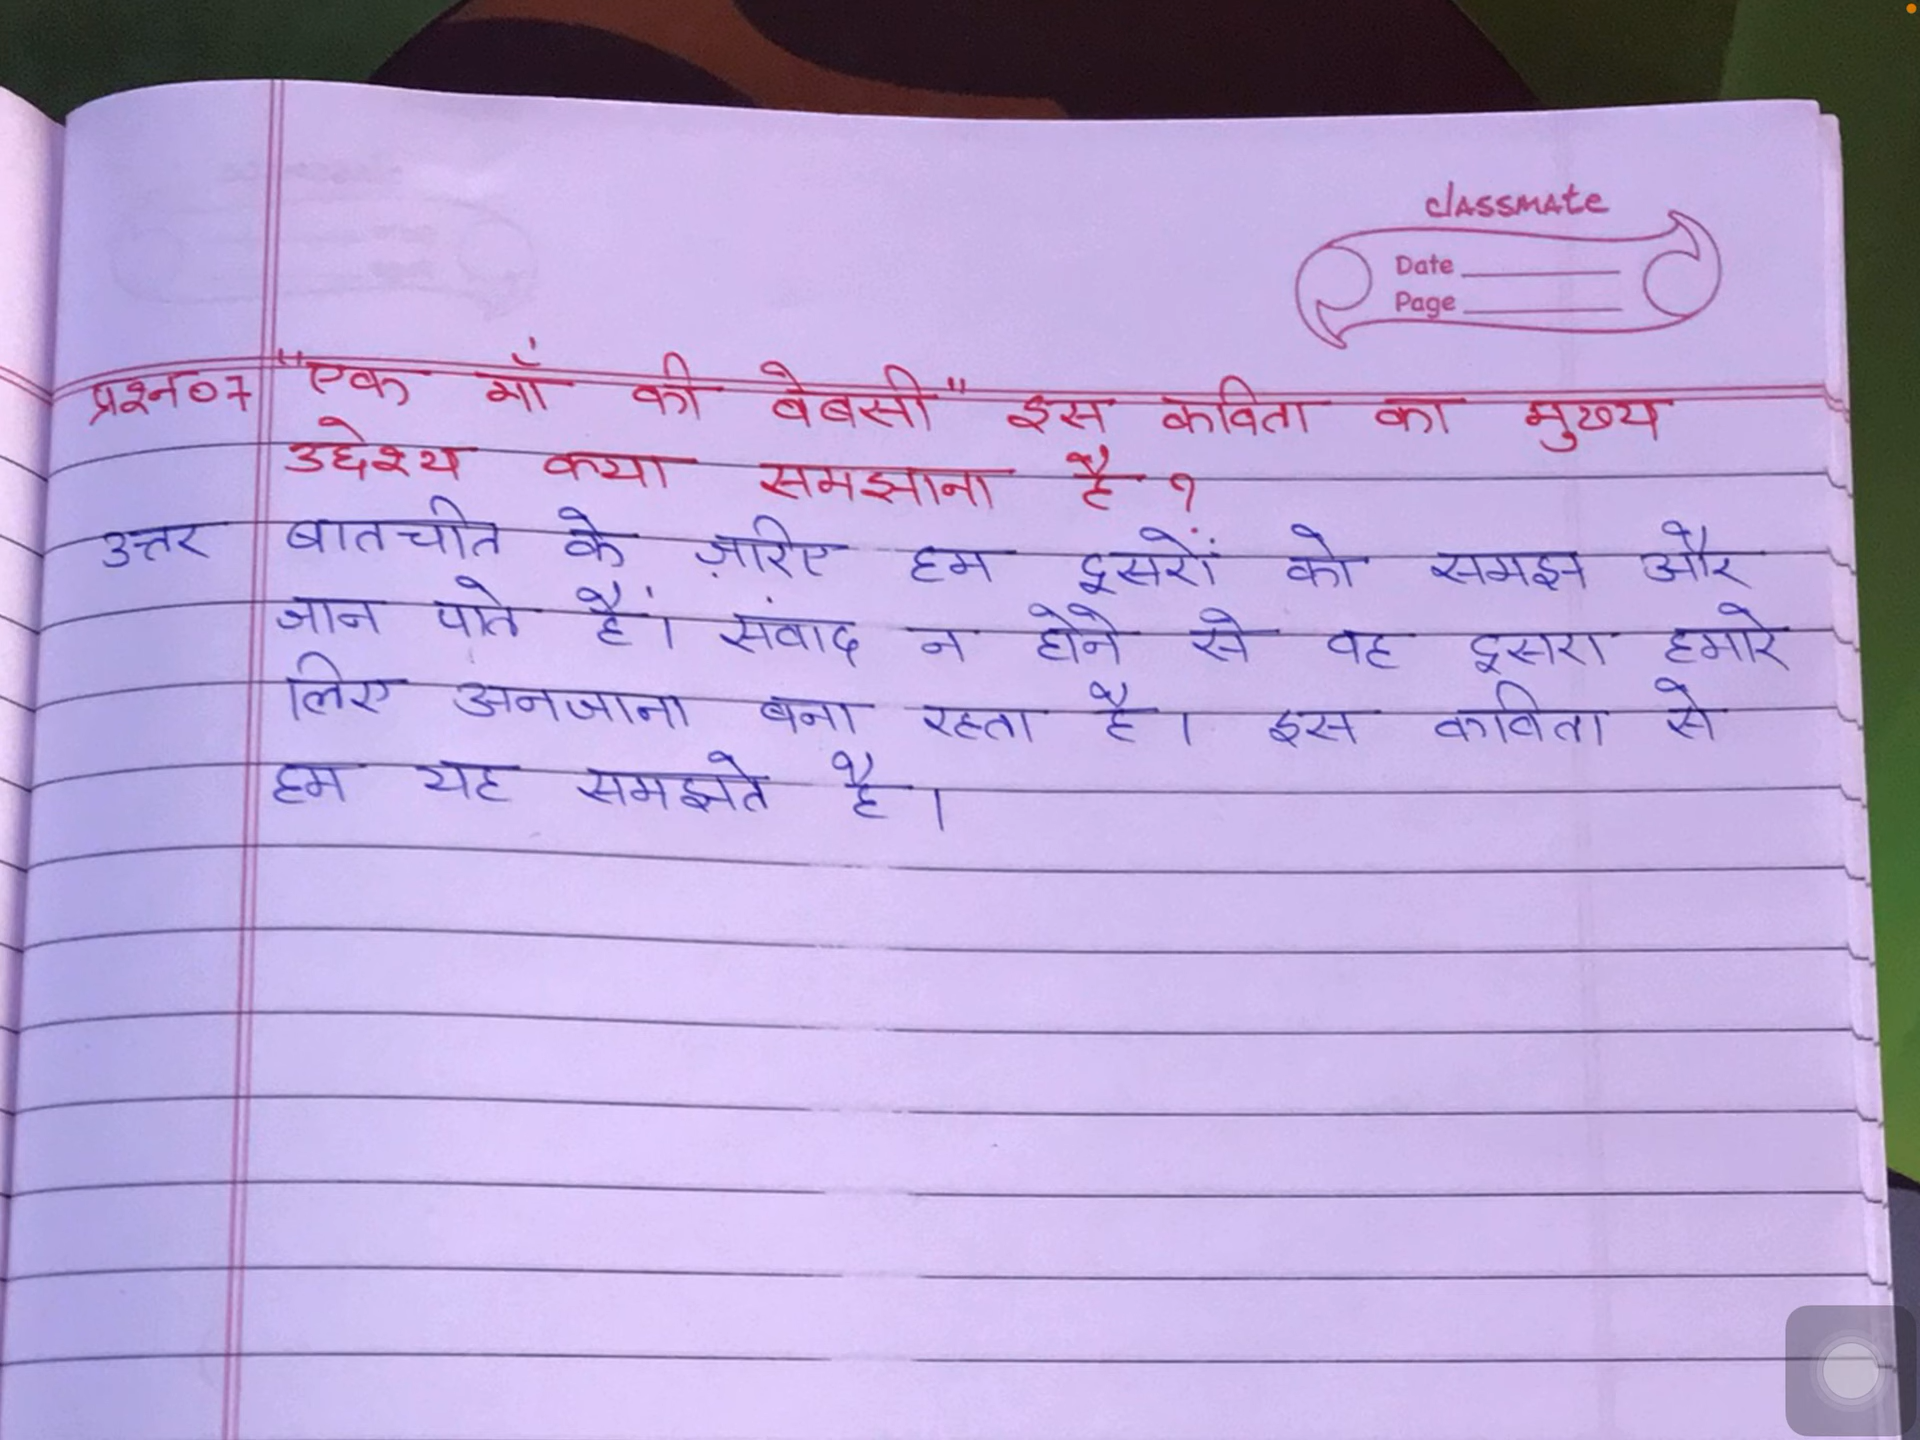 classmate
Date
Page
प्रश्न07 "एक माँ की बेबसी" इस कविता का मुख्य
उद्देश्य क्या समझाना है ?
उत्तर बातचीत के ज़रिए हम दूसरों को समझ और
जान पाते हैं। संवाद न होने से वह दूसरा हमारे
लिए अनजाना बना रहता है। इस कविता से
हम यह समझते है।